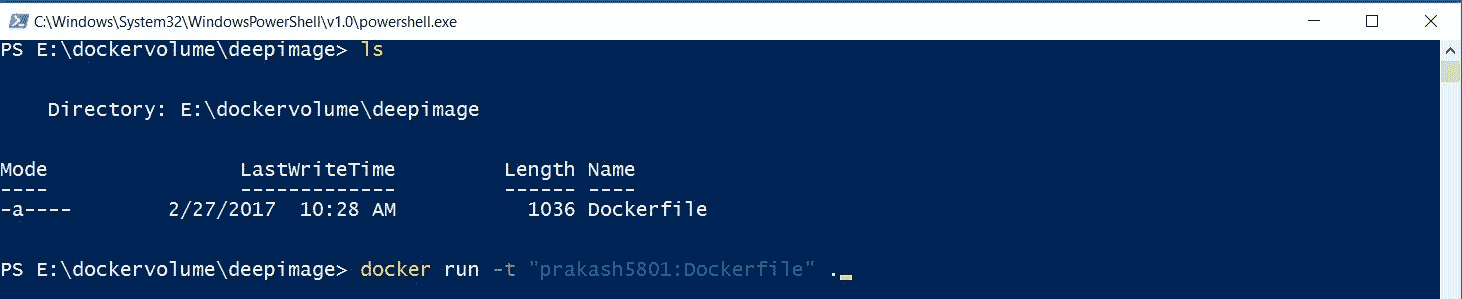 C:\Windows\System32\WindowsPowerShell\v1.0\powershell.exe
PS E:\dockervolume\deepimage> ls
Directory: E:\dockervolume\deepimage
Mode LastWriteTime Length Name
---- ------------- ------ ----
-a---- 2/27/2017 10:28 AM 1036 Dockerfile
PS E:\dockervolume\deepimage> docker run -t "prakash5801:Dockerfile" ._